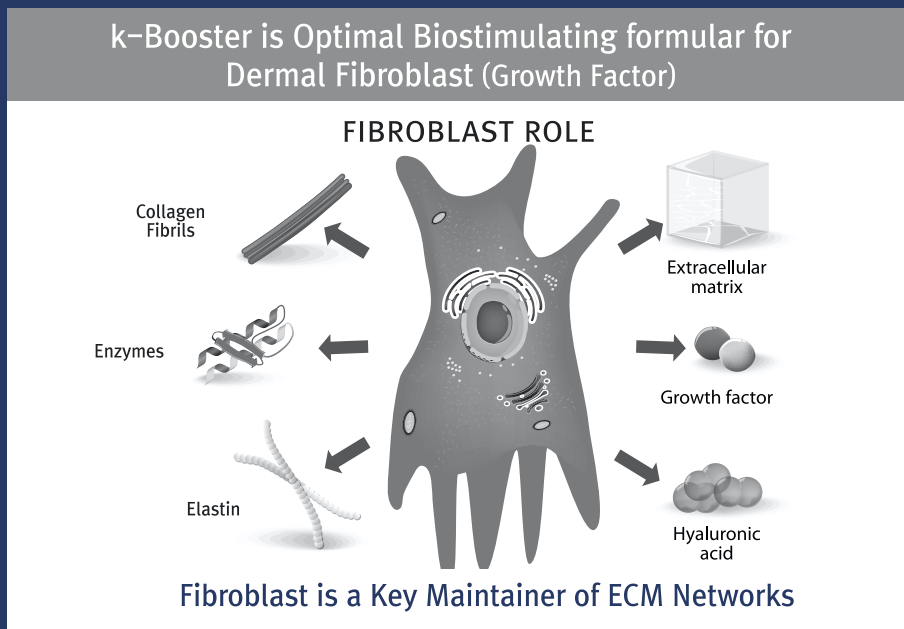 k-Booster is Optimal Biostimulating formular for
Dermal Fibroblast (Growth Factor)
FIBROBLAST ROLE
Collagen
Fibrils
Enzymes
Elastin
Extracellular
matrix
Growth factor
Hyaluronic
acid
Fibroblast is a Key Maintainer of ECM Networks